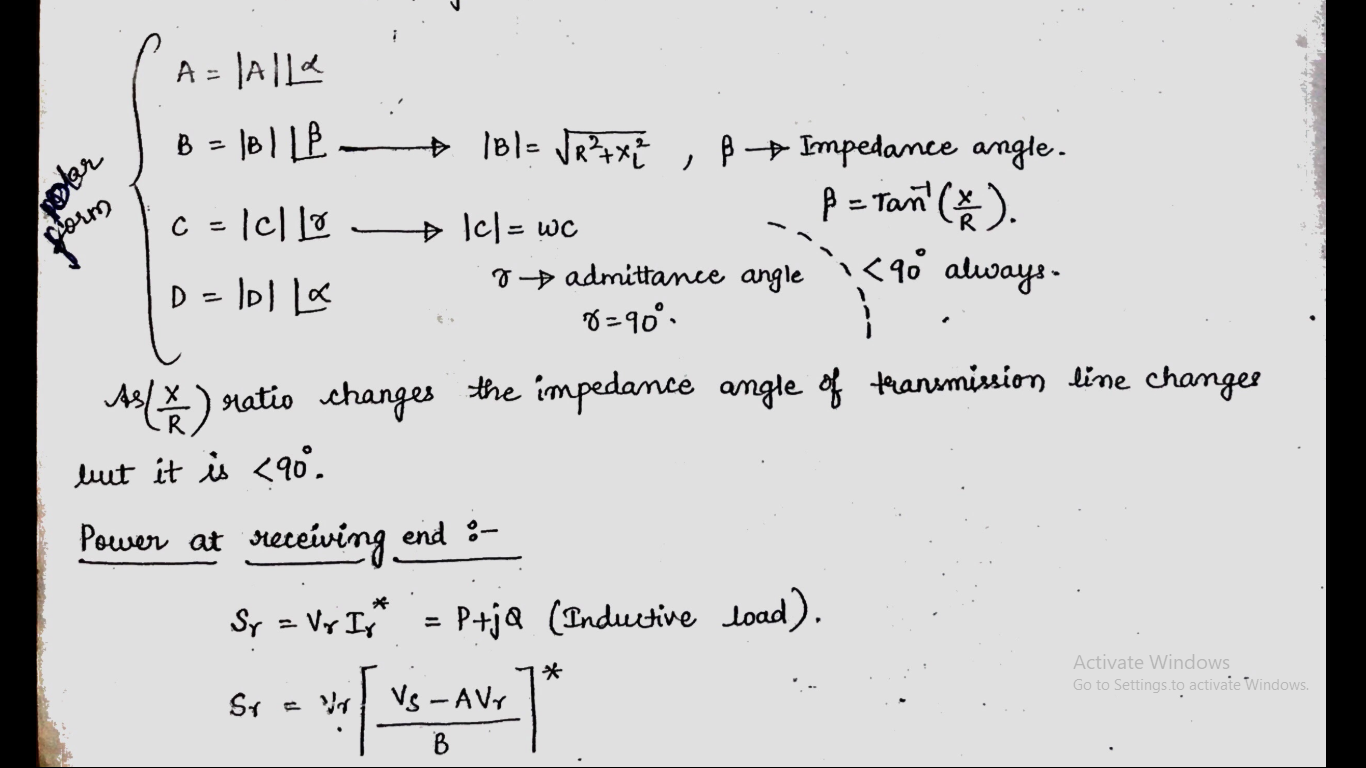 Polar form
A = |A|∠α
B = |B|∠β → |B| = √(R²+X_L²) , β → Impedance angle.
β = Tan⁻¹(X/R).
C = |C|∠γ → |C| = ωC
<90° always.
γ → admittance angle
γ = 90°.
D = |D|∠α
As (X/R) ratio changes the impedance angle of transmission line changes
but it is <90°.
Power at receiving end :-
Sr = Vr Ir* = P+jQ (Inductive load).
Sr = Vr [(Vs − AVr)/B]*
Activate Windows
Go to Settings to activate Windows.